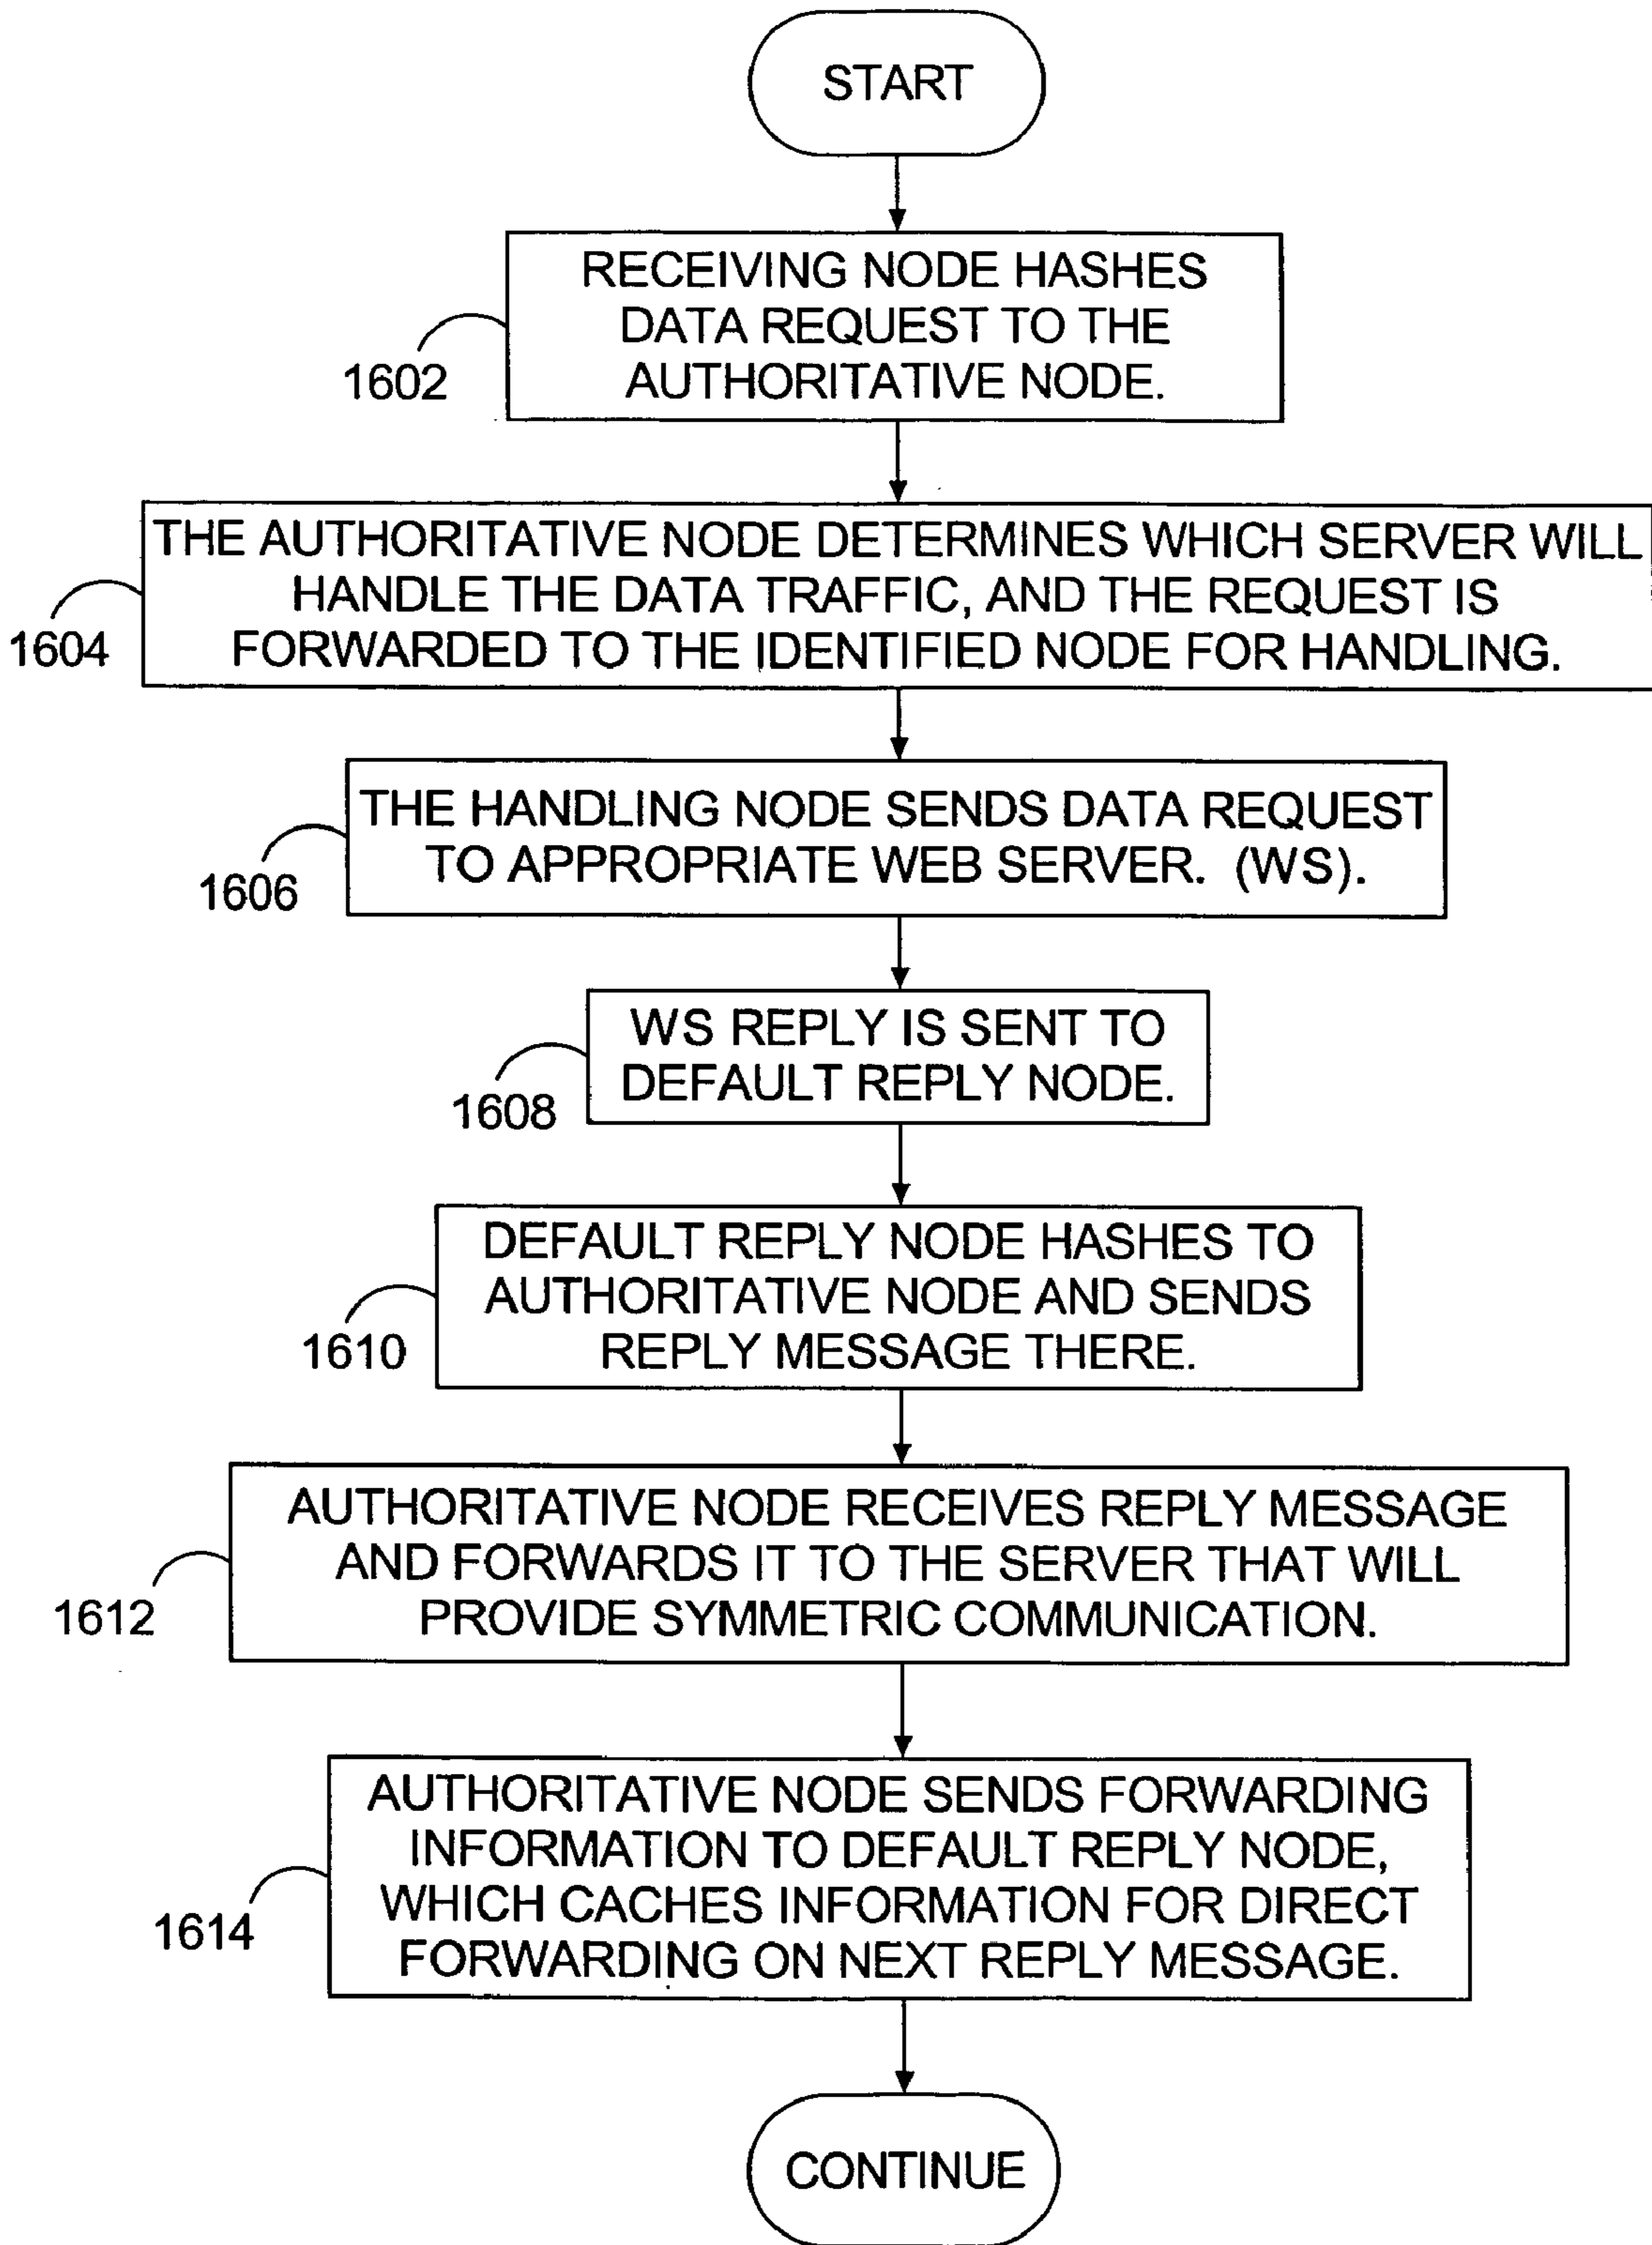 START
RECEIVING NODE HASHES
DATA REQUEST TO THE
AUTHORITATIVE NODE.
1602
THE AUTHORITATIVE NODE DETERMINES WHICH SERVER WILL
HANDLE THE DATA TRAFFIC, AND THE REQUEST IS
FORWARDED TO THE IDENTIFIED NODE FOR HANDLING.
1604
THE HANDLING NODE SENDS DATA REQUEST
TO APPROPRIATE WEB SERVER. (WS).
1606
WS REPLY IS SENT TO
DEFAULT REPLY NODE.
1608
DEFAULT REPLY NODE HASHES TO
AUTHORITATIVE NODE AND SENDS
REPLY MESSAGE THERE.
1610
AUTHORITATIVE NODE RECEIVES REPLY MESSAGE
AND FORWARDS IT TO THE SERVER THAT WILL
PROVIDE SYMMETRIC COMMUNICATION.
1612
AUTHORITATIVE NODE SENDS FORWARDING
INFORMATION TO DEFAULT REPLY NODE,
WHICH CACHES INFORMATION FOR DIRECT
FORWARDING ON NEXT REPLY MESSAGE.
1614
CONTINUE